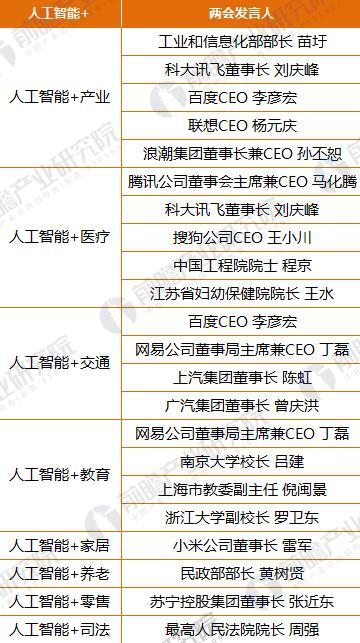 人工智能+ 两会发言人
人工智能+产业
工业和信息化部部长 苗圩
科大讯飞董事长 刘庆峰
百度CEO 李彦宏
联想CEO 杨元庆
浪潮集团董事长兼CEO 孙丕恕
人工智能+医疗
腾讯公司董事会主席兼CEO 马化腾
科大讯飞董事长 刘庆峰
搜狗公司CEO 王小川
中国工程院院士 程京
江苏省妇幼保健院院长 王水
人工智能+交通
百度CEO 李彦宏
网易公司董事局主席兼CEO 丁磊
上汽集团董事长 陈虹
广汽集团董事长 曾庆洪
人工智能+教育
网易公司董事局主席兼CEO 丁磊
南京大学校长 吕建
上海市教委副主任 倪闽景
浙江大学副校长 罗卫东
人工智能+家居 小米公司董事长 雷军
人工智能+养老 民政部部长 黄树贤
人工智能+零售 苏宁控股集团董事长 张近东
人工智能+司法 最高人民法院院长 周强
前瞻产业研究院